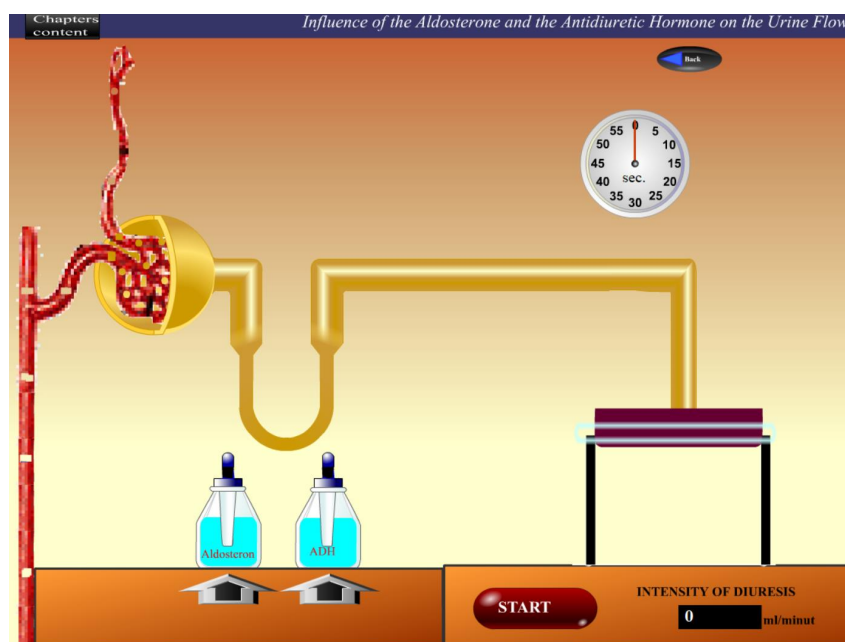 Chapters
content
Influence of the Aldosterone and the Antidiuretic Hormone on the Urine Flow
Back
0
5
10
15
20
25
30
35
40
45
50
55
sec.
Aldosteron
ADH
START
INTENSITY OF DIURESIS
0
ml/minut